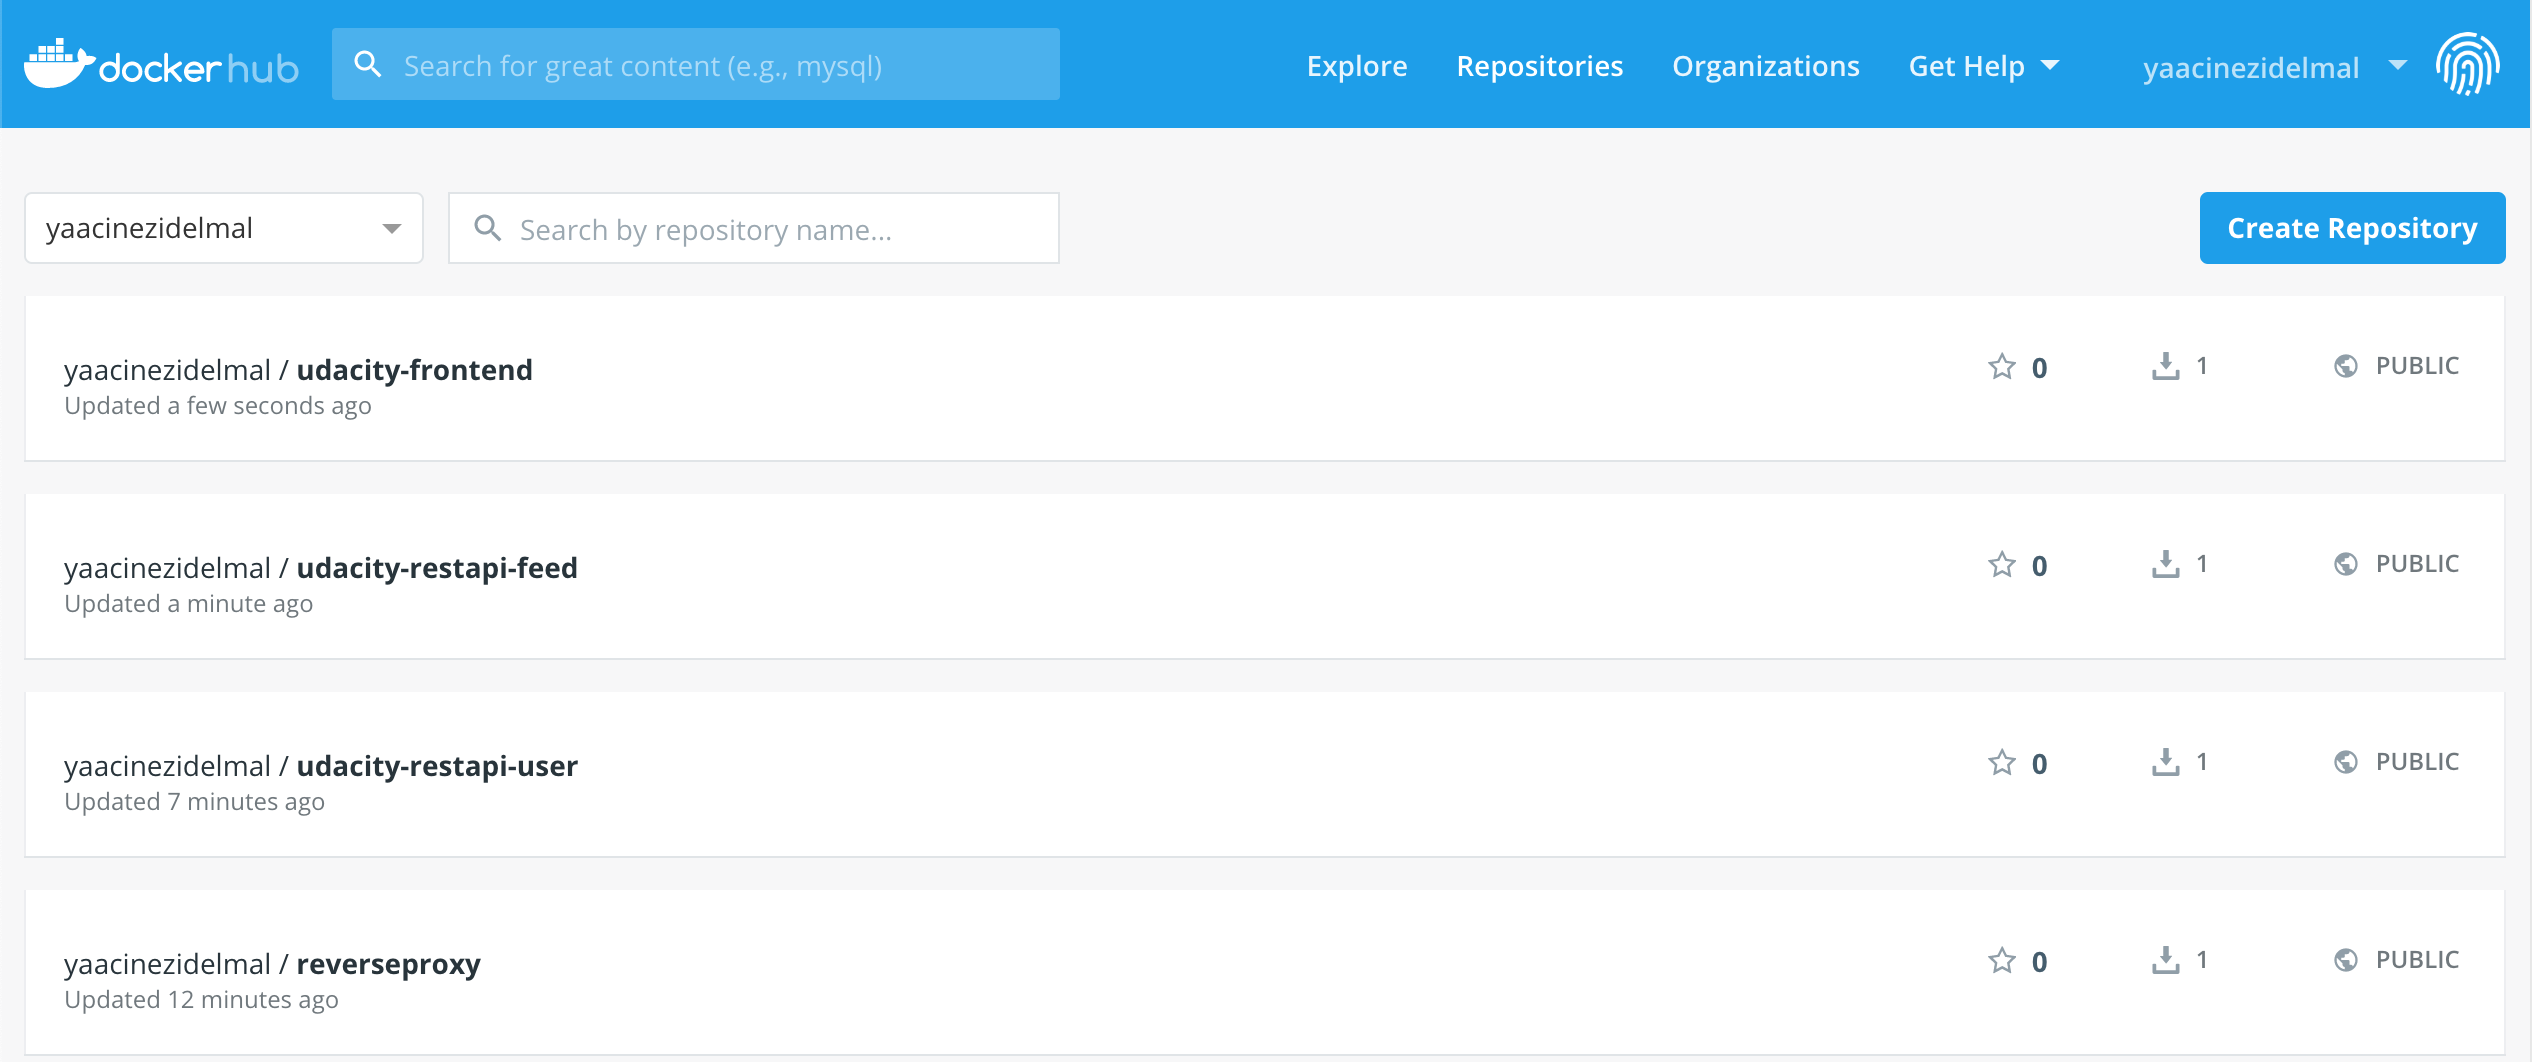 docker hub
Search for great content (e.g., mysql)
Explore
Repositories
Organizations
Get Help
yaacinezidelmal
yaacinezidelmal
Search by repository name...
Create Repository
yaacinezidelmal / udacity-frontend
Updated a few seconds ago
0
1
PUBLIC
yaacinezidelmal / udacity-restapi-feed
Updated a minute ago
0
1
PUBLIC
yaacinezidelmal / udacity-restapi-user
Updated 7 minutes ago
0
1
PUBLIC
yaacinezidelmal / reverseproxy
Updated 12 minutes ago
0
1
PUBLIC